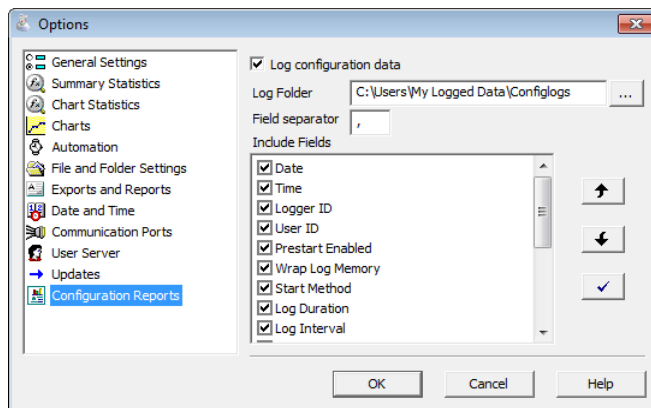 Options
General Settings
Summary Statistics
Chart Statistics
Charts
Automation
File and Folder Settings
Exports and Reports
Date and Time
Communication Ports
User Server
Updates
Configuration Reports
Log configuration data
Log Folder
C:\Users\My Logged Data\Configlogs
...
Field separator
,
Include Fields
Date
Time
Logger ID
User ID
Prestart Enabled
Wrap Log Memory
Start Method
Log Duration
Log Interval
OK
Cancel
Help